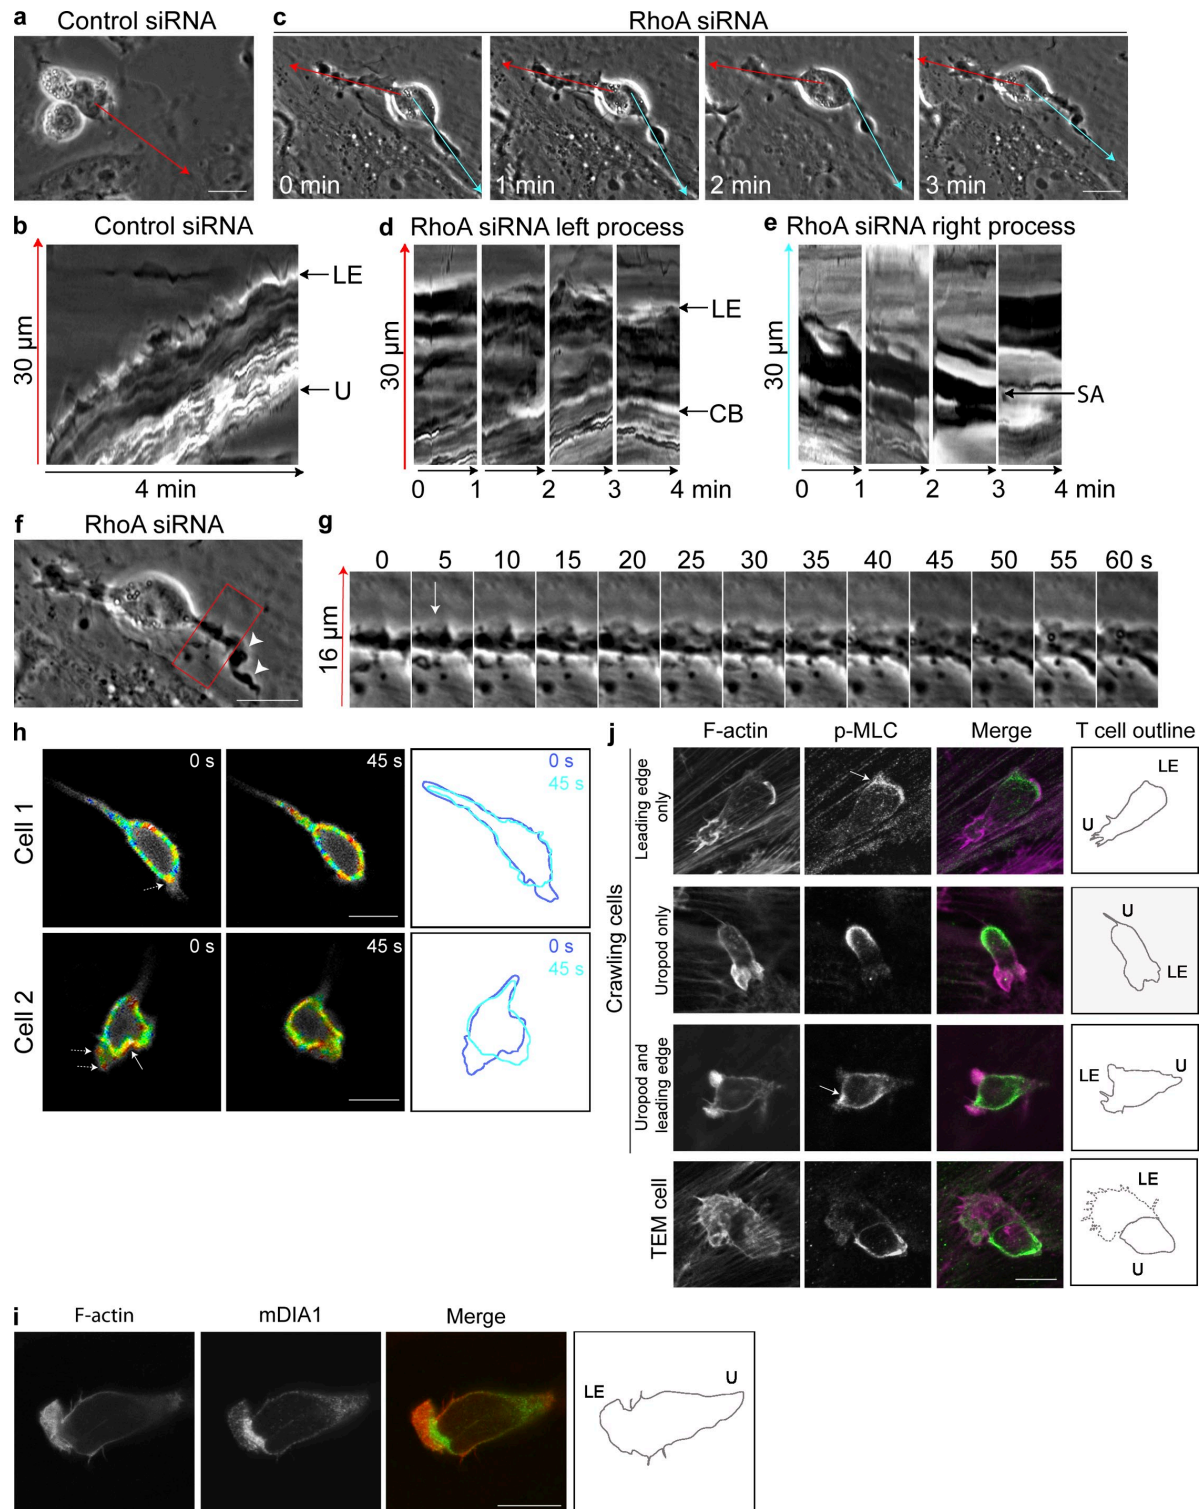 a Control siRNA
c RhoA siRNA
0 min 1 min 2 min 3 min
b Control siRNA
30 µm
LE
U
4 min
d RhoA siRNA left process
30 µm
LE
CB
0 1 2 3 4 min
e RhoA siRNA right process
30 µm
SA
0 1 2 3 4 min
f RhoA siRNA
g
0 5 10 15 20 25 30 35 40 45 50 55 60 s
16 µm
h
Cell 1
0 s 45 s 0 s
45 s
Cell 2
0 s 45 s 0 s
45 s
j
F-actin p-MLC Merge T cell outline
Crawling cells
Leading edge
only
LE
U
Uropod only
U
LE
Uropod and
leading edge
LE
U
TEM cell
LE
U
i
F-actin mDIA1 Merge
LE
U